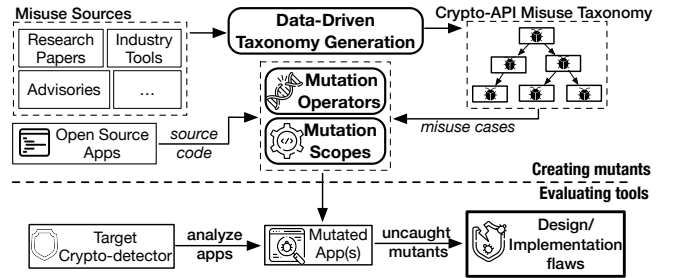 Misuse Sources
Research
Papers
Industry
Tools
Advisories
...
Data-Driven
Taxonomy Generation
Crypto-API Misuse Taxonomy
Mutation
Operators
Mutation
Scopes
Open Source
Apps
source
code
misuse cases
Creating mutants
Evaluating tools
Target
Crypto-detector
analyze
apps
Mutated
App(s)
uncaught
mutants
Design/
Implementation
flaws